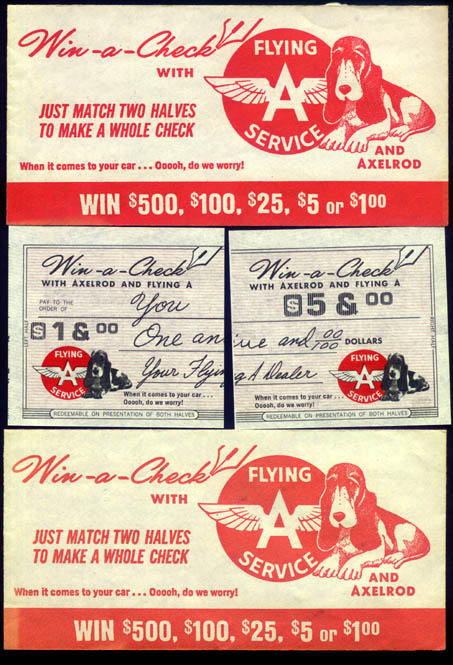 Win-a-Check
WITH
FLYING
A
SERVICE
JUST MATCH TWO HALVES
TO MAKE A WHOLE CHECK
When it comes to your car . . . Ooooh, do we worry!
AND
AXELROD
WIN $500, $100, $25, $5 or $100
Win-a-Check
WITH AXELROD AND FLYING A
PAY TO THE
ORDER OF
You
$1 & 00
One an
LEFT HALF
FLYING
A
SERVICE
Your Flyin
When it comes to your car . . .
Ooooh, do we worry!
REDEEMABLE ON PRESENTATION OF BOTH HALVES
Win-a-Check
WITH AXELROD AND FLYING A
$5 & 00
ive and 00/100 DOLLARS
g A Dealer
FLYING
A
SERVICE
When it comes to your car . . .
Ooooh, do we worry!
REDEEMABLE ON PRESENTATION OF BOTH HALVES
Win-a-Check
WITH
FLYING
A
SERVICE
JUST MATCH TWO HALVES
TO MAKE A WHOLE CHECK
When it comes to your car . . . Ooooh, do we worry!
AND
AXELROD
WIN $500, $100, $25, $5 or $100